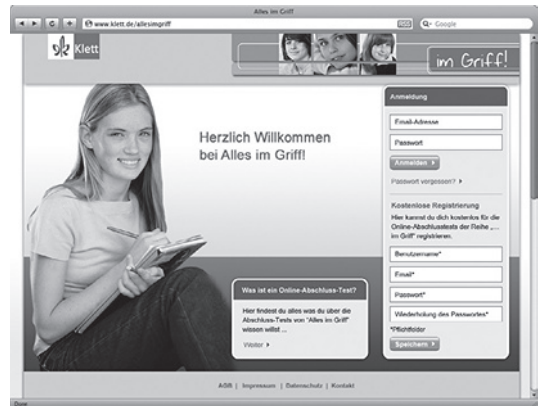 Alles im Griff
www.klett.de/allesimgriff
RSS
Google
Klett
im Griff!
Herzlich Willkommen
bei Alles im Griff!
Anmeldung
Email-Adresse
Passwort
Anmelden
Passwort vergessen?
Kostenlose Registrierung
Hier kannst du dich kostenlos für die
Online-Abschlusstests der Reihe „...
im Griff" registrieren.
Benutzername*
Email*
Passwort*
Wiederholung des Passwortes*
*Pflichtfelder
Speichern
Was ist ein Online-Abschluss-Test?
Hier findest du alles was du über die
Abschluss-Tests von "Alles im Griff"
wissen willst ...
Weiter
AGB | Impressum | Datenschutz | Kontakt
Done